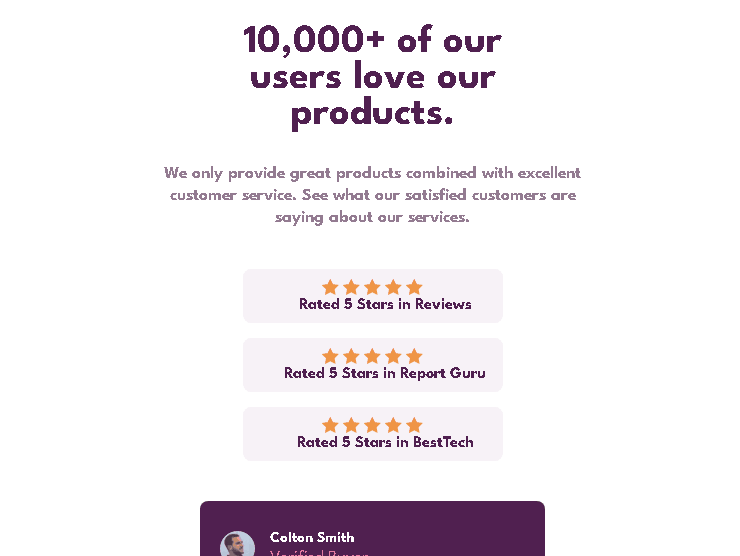 10,000+ of our
users love our
products.
We only provide great products combined with excellent
customer service. See what our satisfied customers are
saying about our services.
Rated 5 Stars in Reviews
Rated 5 Stars in Report Guru
Rated 5 Stars in BestTech
Colton Smith
Verified Buyer